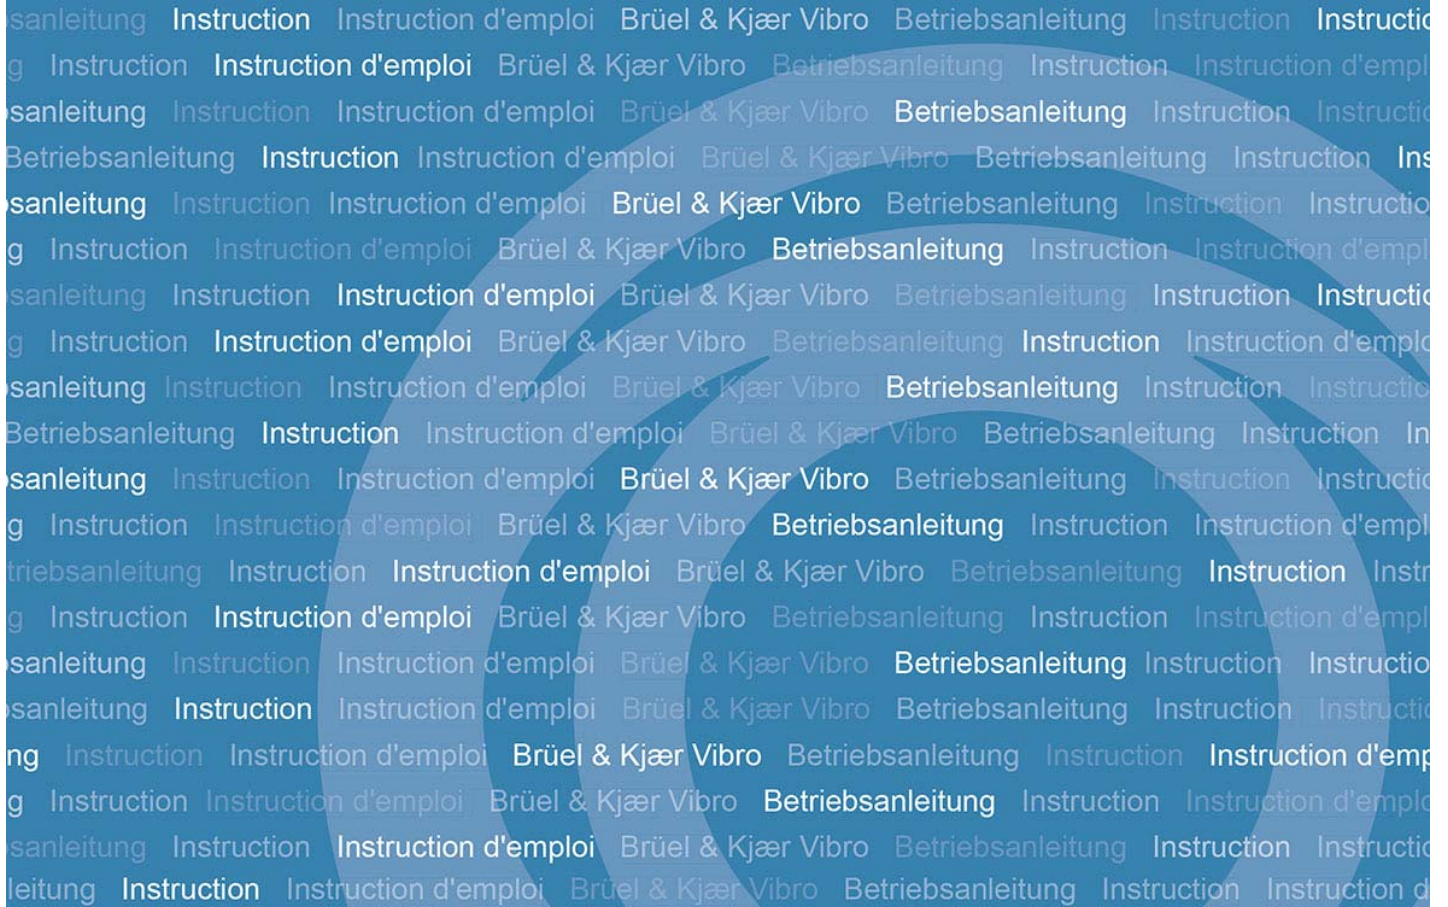 sanleitung Instruction Instruction d'emploi Brüel & Kjær Vibro Betriebsanleitung Instruction Instructio
g Instruction Instruction d'emploi Brüel & Kjær Vibro Betriebsanleitung Instruction Instruction d'empl
sanleitung Instruction Instruction d'emploi Brüel & Kjær Vibro Betriebsanleitung Instruction Instructio
Betriebsanleitung Instruction Instruction d'emploi Brüel & Kjær Vibro Betriebsanleitung Instruction Ins
sanleitung Instruction Instruction d'emploi Brüel & Kjær Vibro Betriebsanleitung Instruction Instructio
g Instruction Instruction d'emploi Brüel & Kjær Vibro Betriebsanleitung Instruction Instruction d'empl
sanleitung Instruction Instruction d'emploi Brüel & Kjær Vibro Betriebsanleitung Instruction Instructio
g Instruction Instruction d'emploi Brüel & Kjær Vibro Betriebsanleitung Instruction Instruction d'emplo
sanleitung Instruction Instruction d'emploi Brüel & Kjær Vibro Betriebsanleitung Instruction Instructio
Betriebsanleitung Instruction Instruction d'emploi Brüel & Kjær Vibro Betriebsanleitung Instruction In
sanleitung Instruction Instruction d'emploi Brüel & Kjær Vibro Betriebsanleitung Instruction Instructio
g Instruction Instruction d'emploi Brüel & Kjær Vibro Betriebsanleitung Instruction Instruction d'empl
triebsanleitung Instruction Instruction d'emploi Brüel & Kjær Vibro Betriebsanleitung Instruction Instr
g Instruction Instruction d'emploi Brüel & Kjær Vibro Betriebsanleitung Instruction Instruction d'empl
sanleitung Instruction Instruction d'emploi Brüel & Kjær Vibro Betriebsanleitung Instruction Instructio
sanleitung Instruction Instruction d'emploi Brüel & Kjær Vibro Betriebsanleitung Instruction Instructio
ng Instruction Instruction d'emploi Brüel & Kjær Vibro Betriebsanleitung Instruction Instruction d'emp
g Instruction Instruction d'emploi Brüel & Kjær Vibro Betriebsanleitung Instruction Instruction d'emplo
sanleitung Instruction Instruction d'emploi Brüel & Kjær Vibro Betriebsanleitung Instruction Instructio
leitung Instruction Instruction d'emploi Brüel & Kjær Vibro Betriebsanleitung Instruction Instruction d